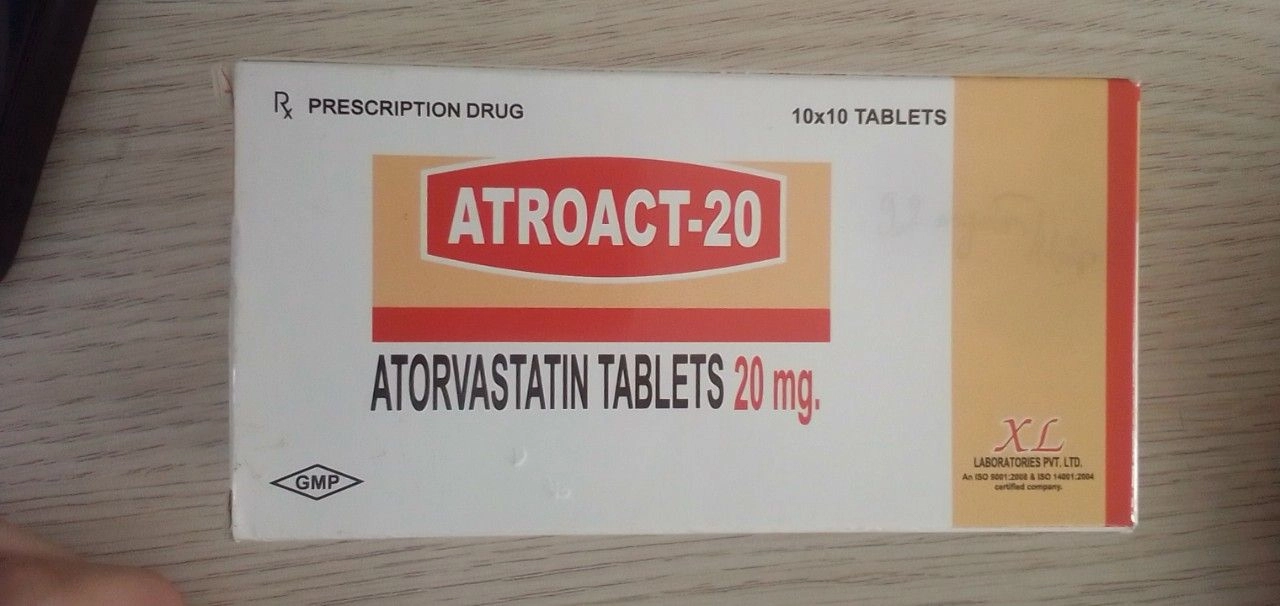 Rx PRESCRIPTION DRUG
10x10 TABLETS
ATROACT-20
ATORVASTATIN TABLETS 20 mg.
GMP
XL
LABORATORIES PVT. LTD.
An ISO 9001:2008 & ISO 14001:2004
certified company.